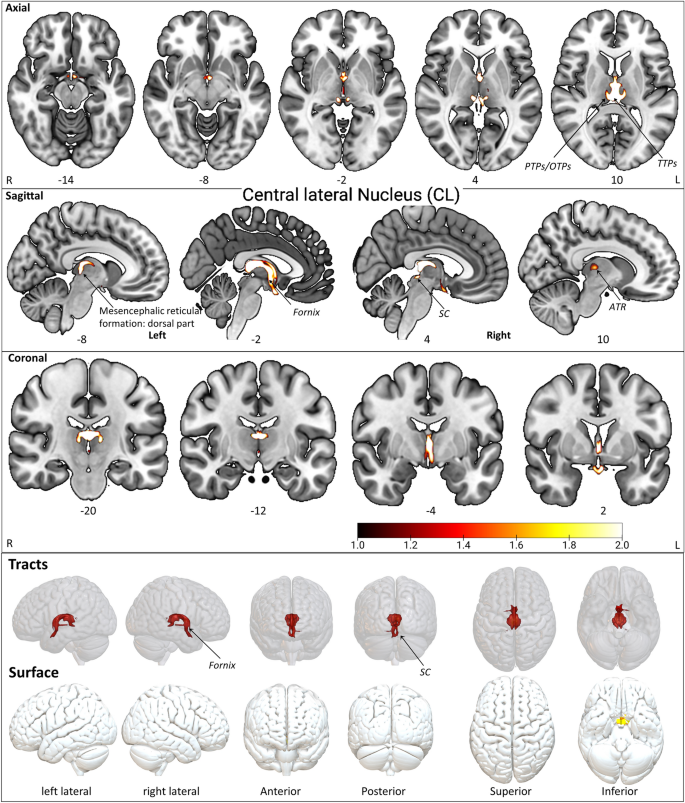 Axial
PTPs/OTPs
TTPs
R
-14
-8
-2
4
10
L
Sagittal
Central lateral Nucleus (CL)
Mesencephalic reticular
formation: dorsal part
Fornix
SC
ATR
-8
Left
-2
4
Right
10
Coronal
-20
-12
-4
2
1.0
1.2
1.4
1.6
1.8
2.0
R
L
Tracts
Fornix
SC
Surface
left lateral
right lateral
Anterior
Posterior
Superior
Inferior